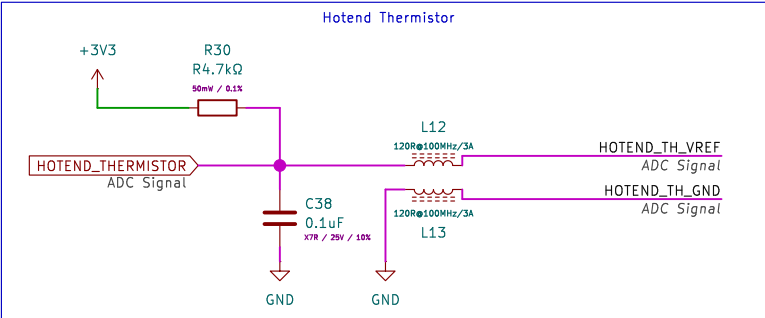 Hotend Thermistor
+3V3
R30
R4.7kΩ
50mW / 0.1%
L12
120R@100MHz/3A
HOTEND_TH_VREF
ADC Signal
HOTEND_THERMISTOR
ADC Signal
HOTEND_TH_GND
ADC Signal
C38
0.1uF
X7R / 25V / 10%
120R@100MHz/3A
L13
GND
GND